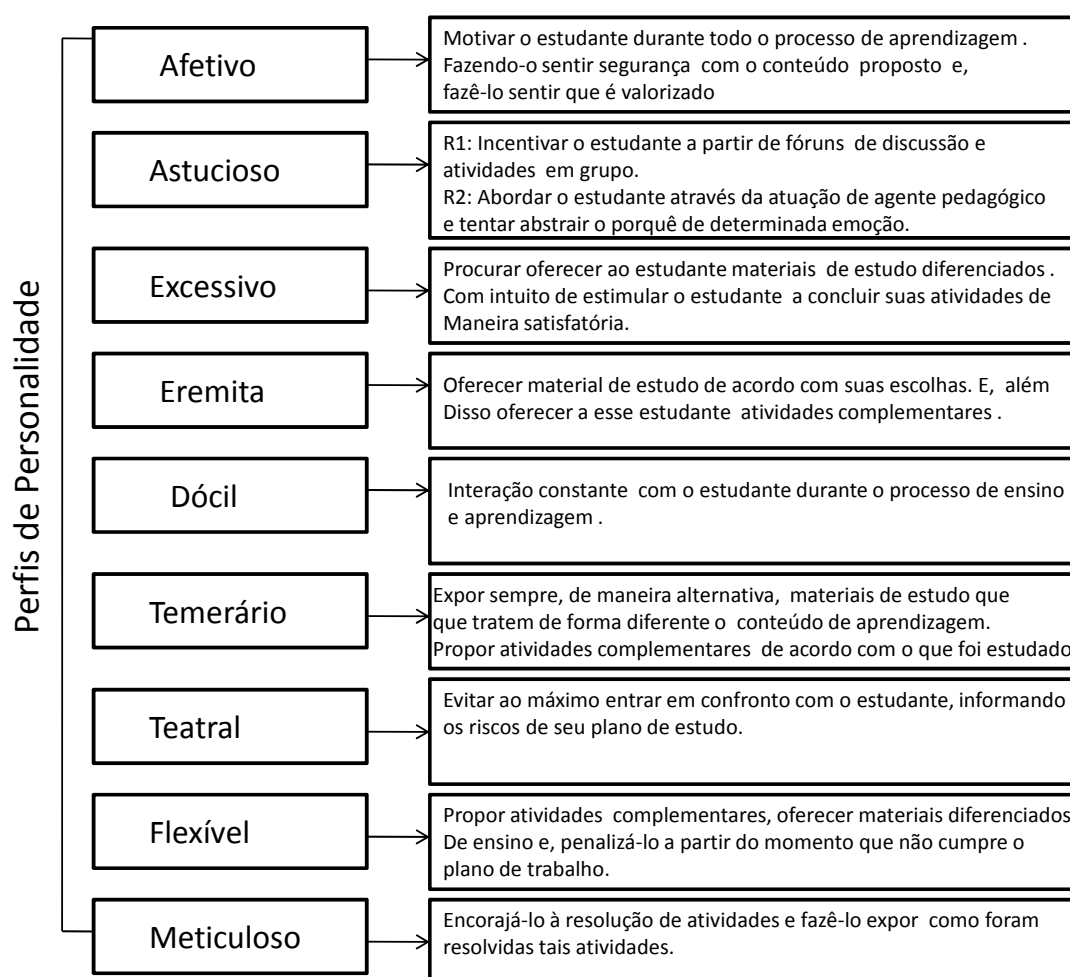 Perfis de Personalidade
Afetivo
Motivar o estudante durante todo o processo de aprendizagem .
Fazendo-o sentir segurança com o conteúdo proposto e,
fazê-lo sentir que é valorizado
Astucioso
R1: Incentivar o estudante a partir de fóruns de discussão e
atividades em grupo.
R2: Abordar o estudante através da atuação de agente pedagógico
e tentar abstrair o porquê de determinada emoção.
Excessivo
Procurar oferecer ao estudante materiais de estudo diferenciados .
Com intuito de estimular o estudante a concluir suas atividades de
Maneira satisfatória.
Eremita
Oferecer material de estudo de acordo com suas escolhas. E, além
Disso oferecer a esse estudante atividades complementares .
Dócil
Interação constante com o estudante durante o processo de ensino
e aprendizagem .
Temerário
Expor sempre, de maneira alternativa, materiais de estudo que
que tratem de forma diferente o conteúdo de aprendizagem.
Propor atividades complementares de acordo com o que foi estudado
Teatral
Evitar ao máximo entrar em confronto com o estudante, informando
os riscos de seu plano de estudo.
Flexível
Propor atividades complementares, oferecer materiais diferenciados
De ensino e, penalizá-lo a partir do momento que não cumpre o
plano de trabalho.
Meticuloso
Encorajá-lo à resolução de atividades e fazê-lo expor como foram
resolvidas tais atividades.